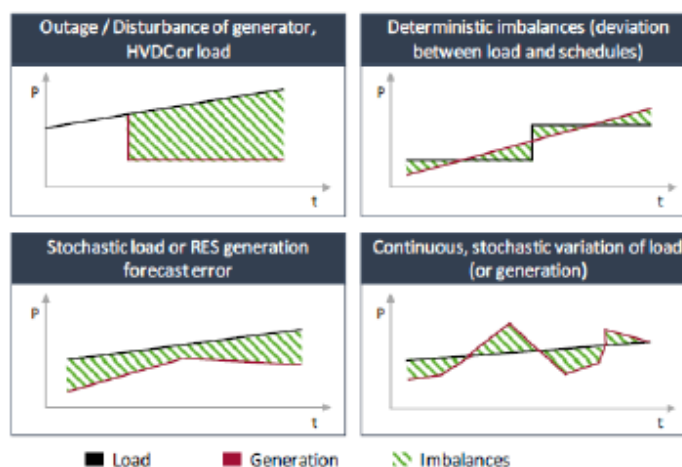 Outage / Disturbance of generator,
HVDC or load
P
t
Deterministic imbalances (deviation
between load and schedules)
P
t
Stochastic load or RES generation
forecast error
P
t
Continuous, stochastic variation of load
(or generation)
P
t
Load
Generation
Imbalances